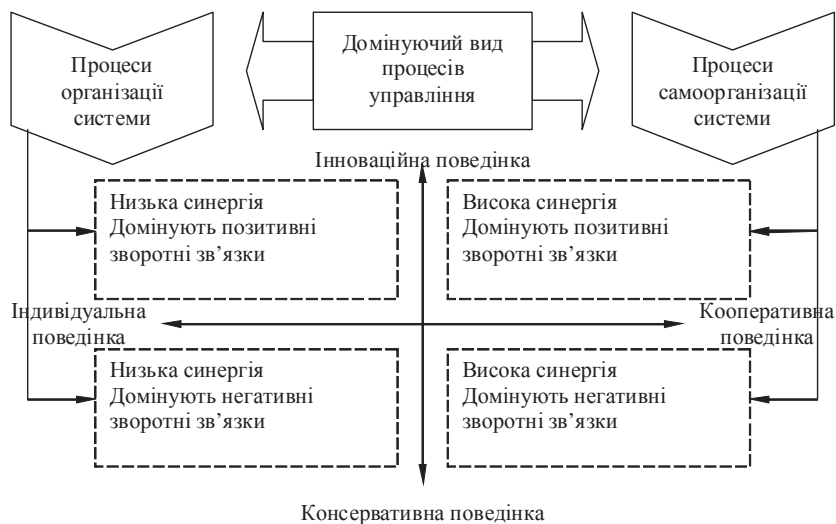 Процеси
організації
системи
Домінуючий вид
процесів
управління
Процеси
самоорганізації
системи
Інноваційна поведінка
Низька синергія
Домінують позитивні
зворотні зв’язки
Висока синергія
Домінують позитивні
зворотні зв’язки
Індивідуальна
поведінка
Кооперативна
поведінка
Низька синергія
Домінують негативні
зворотні зв’язки
Висока синергія
Домінують негативні
зворотні зв’язки
Консервативна поведінка